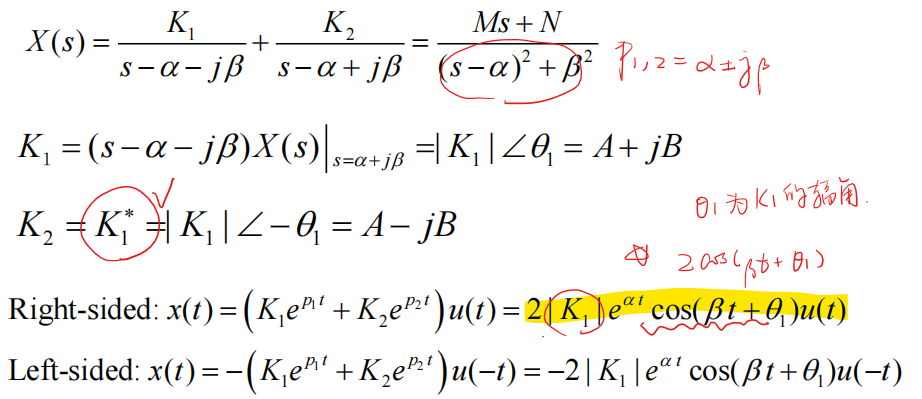 X(s) = K₁/(s−α−jβ) + K₂/(s−α+jβ) = (Ms+N)/((s−α)²+β²) p₁,₂ = α±jβ
K₁ = (s−α−jβ)X(s)|ₛ₌α₊jβ =|K₁|∠θ₁ = A+jB
θ1为K1的辐角.
K₂ = K₁* =|K₁|∠−θ₁ = A−jB
☆ 2cos(βt+θ1)
Right-sided: x(t) = (K₁e^{p₁t} + K₂e^{p₂t})u(t) = 2|K₁|e^{αt} cos(βt+θ₁)u(t)
Left-sided: x(t) = −(K₁e^{p₁t} + K₂e^{p₂t})u(−t) = −2|K₁|e^{αt} cos(βt+θ₁)u(−t)